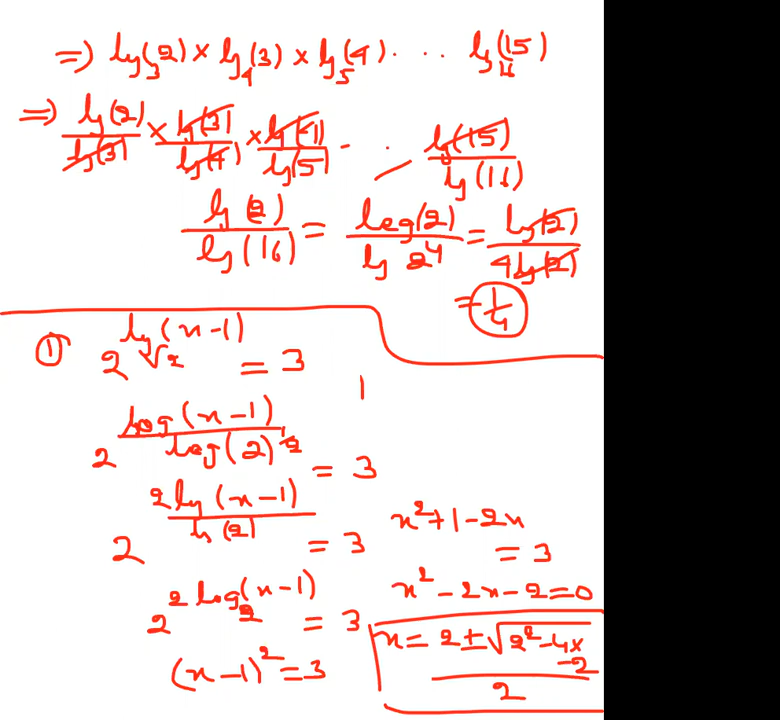 ⇒) log₃(2) × log₄(3) × log₅(4) · · · log₁₆(15)
⇒) log(2)/log(3) × log(3)/log(4) × log(4)/log(5) - · log(15)/log(16)
log(2)/log(16) = log(2)/log 2⁴ = log(2)/4log(2)
= 1/4
① 2^(log_√2 (x-1)) = 3
1
2^(log(x-1)/log(2)^(1/2)) = 3
2^(2log(x-1)/log(2)) = 3
2^(2 log₂(x-1)) = 3
(x-1)² = 3
x² + 1 - 2x
= 3
x² - 2x - 2 = 0
x = (2 ± √(2² - 4 × -2))/2